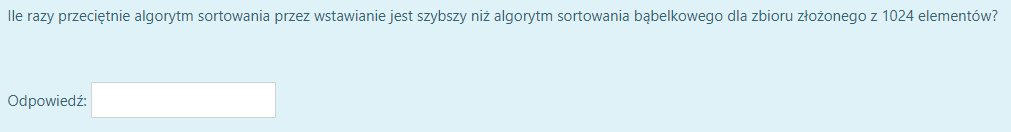 Ile razy przeciętnie algorytm sortowania przez wstawianie jest szybszy niż algorytm sortowania bąbelkowego dla zbioru złożonego z 1024 elementów?
Odpowiedź: